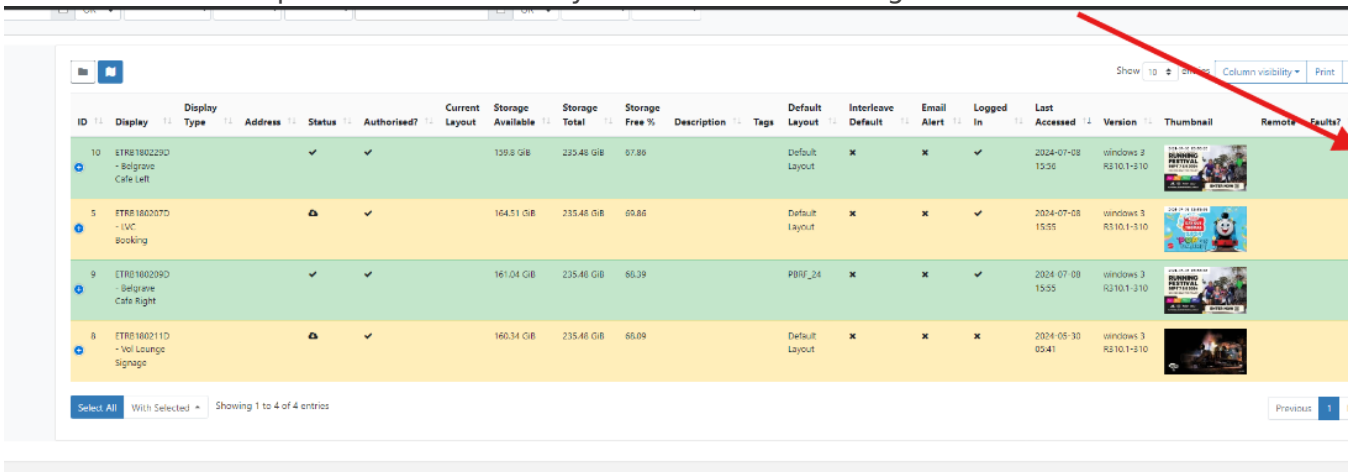 Show 10 entries Column visibility Print
ID Display Display Type Address Status Authorised? Current Layout Storage Available Storage Total Storage Free % Description Tags Default Layout Interleave Default Email Alert Logged In Last Accessed Version Thumbnail Remote Faults?
10 ETR8180229D - Belgrave Cafe Left 159.8 GiB 235.48 GiB 67.86 Default Layout 2024-07-08 15:56 windows 3 R310.1-310
RUNNING FESTIVAL
5 ETR8180207D - LVC Booking 164.51 GiB 235.48 GiB 69.86 Default Layout 2024-07-08 15:55 windows 3 R310.1-310
9 ETR8180209D - Belgrave Cafe Right 161.04 GiB 235.48 GiB 68.39 PBRF_24 2024-07-08 15:55 windows 3 R310.1-310
RUNNING FESTIVAL
8 ETR8180211D - Vol Lounge Signage 160.34 GiB 235.48 GiB 68.09 Default Layout 2024-05-30 05:41 windows 3 R310.1-310
Select All With Selected Showing 1 to 4 of 4 entries Previous 1